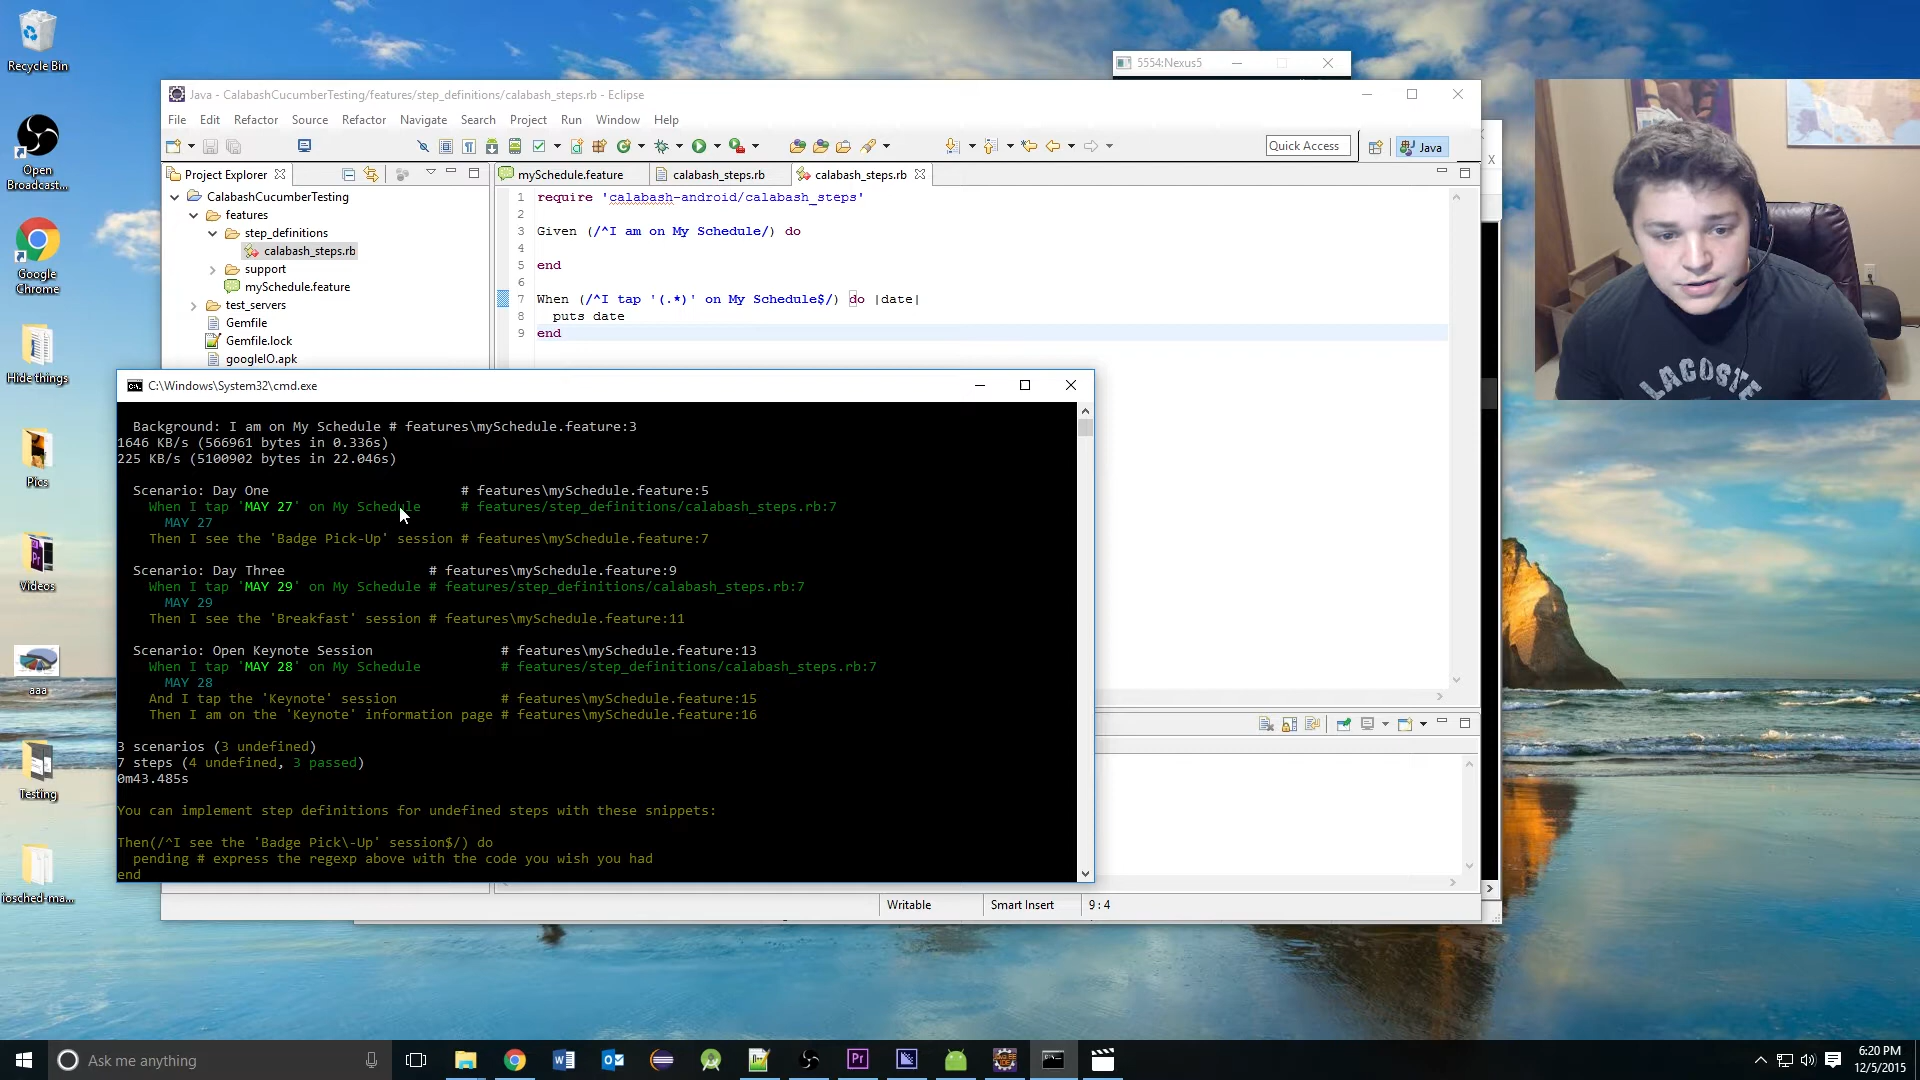 Recycle Bin
Open
Broadcast...
Google
Chrome
Hide things
Pics
Videos
aaa
Testing
iosched-ma...
5554:Nexus5
Java - CalabashCucumberTesting/features/step_definitions/calabash_steps.rb - Eclipse
File Edit Refactor Source Refactor Navigate Search Project Run Window Help
Quick Access
Java
Project Explorer
mySchedule.feature
calabash_steps.rb
calabash_steps.rb
CalabashCucumberTesting
features
step_definitions
calabash_steps.rb
support
mySchedule.feature
test_servers
Gemfile
Gemfile.lock
googleIO.apk
1 require 'calabash-android/calabash_steps'
2
3 Given (/^I am on My Schedule/) do
4
5 end
6
7 When (/^I tap '(.*)' on My Schedule$/) do |date|
8 puts date
9 end
C:\Windows\System32\cmd.exe
Background: I am on My Schedule # features\mySchedule.feature:3
1646 KB/s (566961 bytes in 0.336s)
225 KB/s (5100902 bytes in 22.046s)
Scenario: Day One # features\mySchedule.feature:5
When I tap 'MAY 27' on My Schedule # features/step_definitions/calabash_steps.rb:7
MAY 27
Then I see the 'Badge Pick-Up' session # features\mySchedule.feature:7
Scenario: Day Three # features\mySchedule.feature:9
When I tap 'MAY 29' on My Schedule # features/step_definitions/calabash_steps.rb:7
MAY 29
Then I see the 'Breakfast' session # features\mySchedule.feature:11
Scenario: Open Keynote Session # features\mySchedule.feature:13
When I tap 'MAY 28' on My Schedule # features/step_definitions/calabash_steps.rb:7
MAY 28
And I tap the 'Keynote' session # features\mySchedule.feature:15
Then I am on the 'Keynote' information page # features\mySchedule.feature:16
3 scenarios (3 undefined)
7 steps (4 undefined, 3 passed)
0m43.485s
You can implement step definitions for undefined steps with these snippets:
Then(/^I see the 'Badge Pick\-Up' session$/) do
pending # express the regexp above with the code you wish you had
end
Writable
Smart Insert
9 : 4
LACOSTE
Ask me anything
6:20 PM
12/5/2015